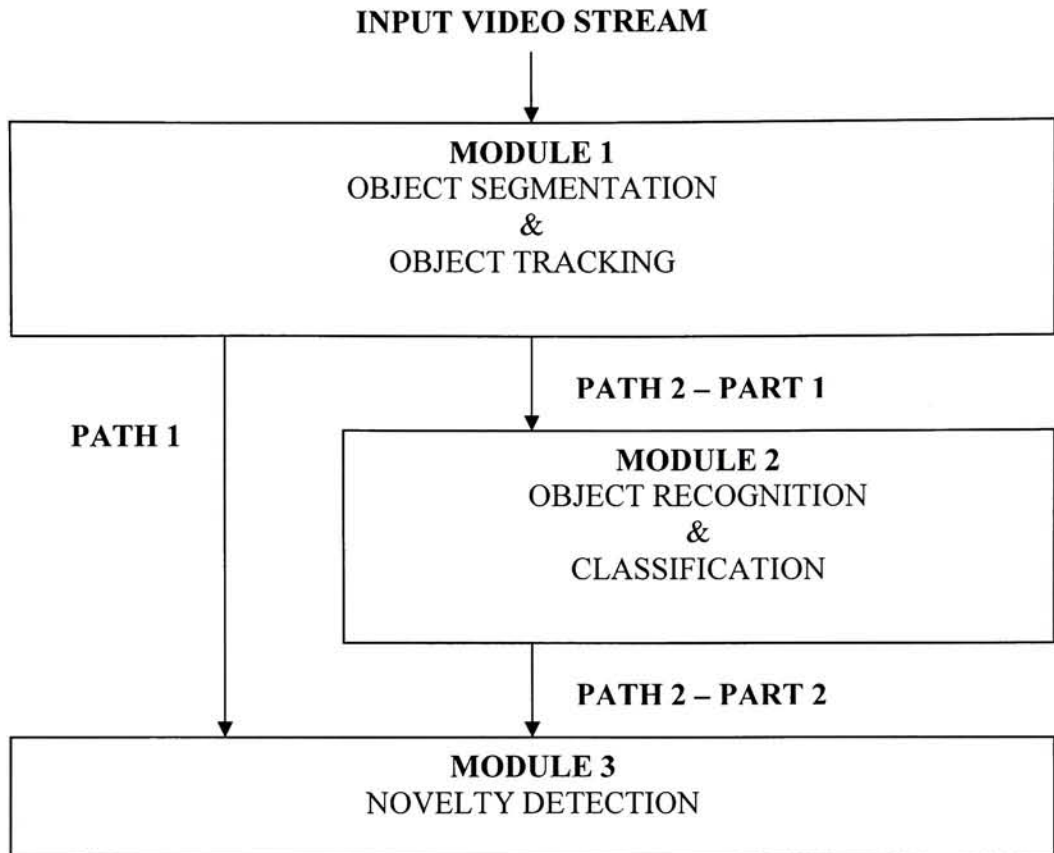 INPUT VIDEO STREAM
MODULE 1
OBJECT SEGMENTATION
&
OBJECT TRACKING
PATH 2 – PART 1
PATH 1
MODULE 2
OBJECT RECOGNITION
&
CLASSIFICATION
PATH 2 – PART 2
MODULE 3
NOVELTY DETECTION